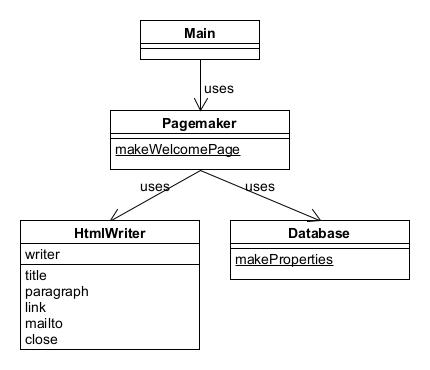 Main
uses
Pagemaker
makeWelcomePage
uses
uses
HtmlWriter
writer
title
paragraph
link
mailto
close
Database
makeProperties